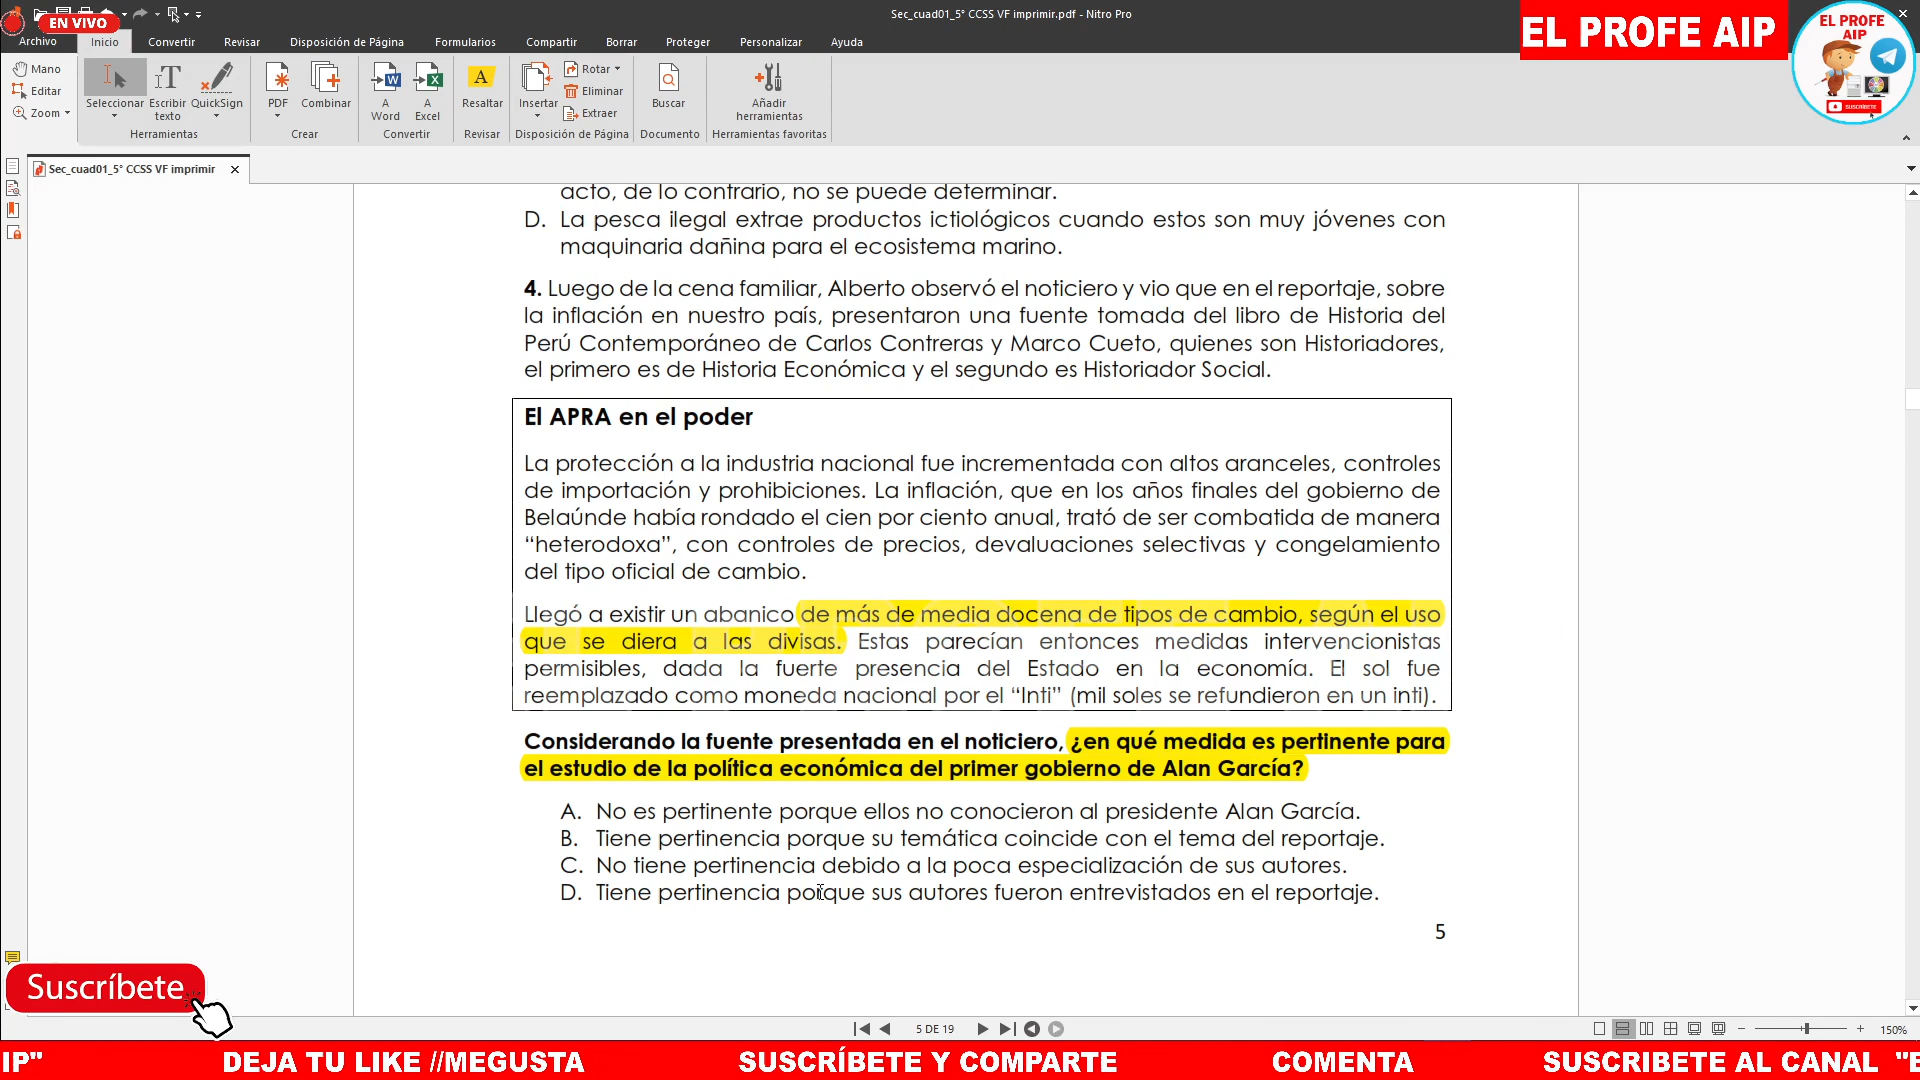 EN VIVO
Sec_cuad01_5° CCSS VF imprimir.pdf - Nitro Pro
EL PROFE AIP
EL PROFE
AIP
SUSCRÍBETE
Archivo
Inicio
Convertir
Revisar
Disposición de Página
Formularios
Compartir
Borrar
Proteger
Personalizar
Ayuda
Mano
Editar
Zoom
Seleccionar
Escribir
texto
QuickSign
Herramientas
PDF
Combinar
Crear
A
Word
A
Excel
Convertir
Resaltar
Revisar
Insertar
Rotar
Eliminar
Extraer
Disposición de Página
Buscar
Documento
Añadir
herramientas
Herramientas favoritas
Sec_cuad01_5° CCSS VF imprimir
acto, de lo contrario, no se puede determinar.
D. La pesca ilegal extrae productos ictiológicos cuando estos son muy jóvenes con
maquinaria dañina para el ecosistema marino.
4. Luego de la cena familiar, Alberto observó el noticiero y vio que en el reportaje, sobre
la inflación en nuestro país, presentaron una fuente tomada del libro de Historia del
Perú Contemporáneo de Carlos Contreras y Marco Cueto, quienes son Historiadores,
el primero es de Historia Económica y el segundo es Historiador Social.
El APRA en el poder
La protección a la industria nacional fue incrementada con altos aranceles, controles
de importación y prohibiciones. La inflación, que en los años finales del gobierno de
Belaúnde había rondado el cien por ciento anual, trató de ser combatida de manera
“heterodoxa”, con controles de precios, devaluaciones selectivas y congelamiento
del tipo oficial de cambio.
Llegó a existir un abanico de más de media docena de tipos de cambio, según el uso
que se diera a las divisas. Estas parecían entonces medidas intervencionistas
permisibles, dada la fuerte presencia del Estado en la economía. El sol fue
reemplazado como moneda nacional por el “Inti” (mil soles se refundieron en un inti).
Considerando la fuente presentada en el noticiero, ¿en qué medida es pertinente para
el estudio de la política económica del primer gobierno de Alan García?
A. No es pertinente porque ellos no conocieron al presidente Alan García.
B. Tiene pertinencia porque su temática coincide con el tema del reportaje.
C. No tiene pertinencia debido a la poca especialización de sus autores.
D. Tiene pertinencia porque sus autores fueron entrevistados en el reportaje.
5
Suscríbete
5 DE 19
150%
IP" DEJA TU LIKE //MEGUSTA SUSCRÍBETE Y COMPARTE COMENTA SUSCRIBETE AL CANAL "E